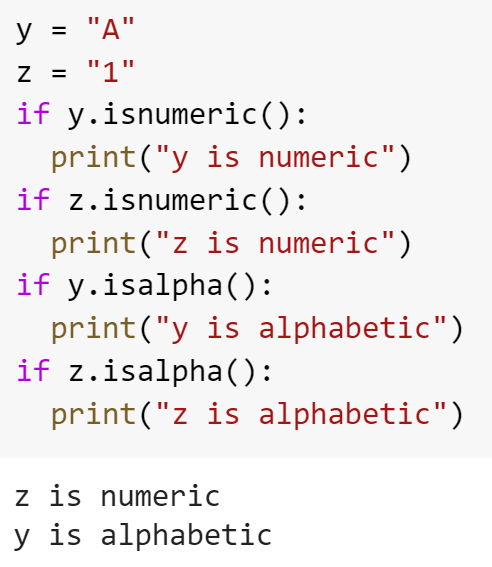 y = "A"
z = "1"
if y.isnumeric():
  print("y is numeric")
if z.isnumeric():
  print("z is numeric")
if y.isalpha():
  print("y is alphabetic")
if z.isalpha():
  print("z is alphabetic")
z is numeric
y is alphabetic